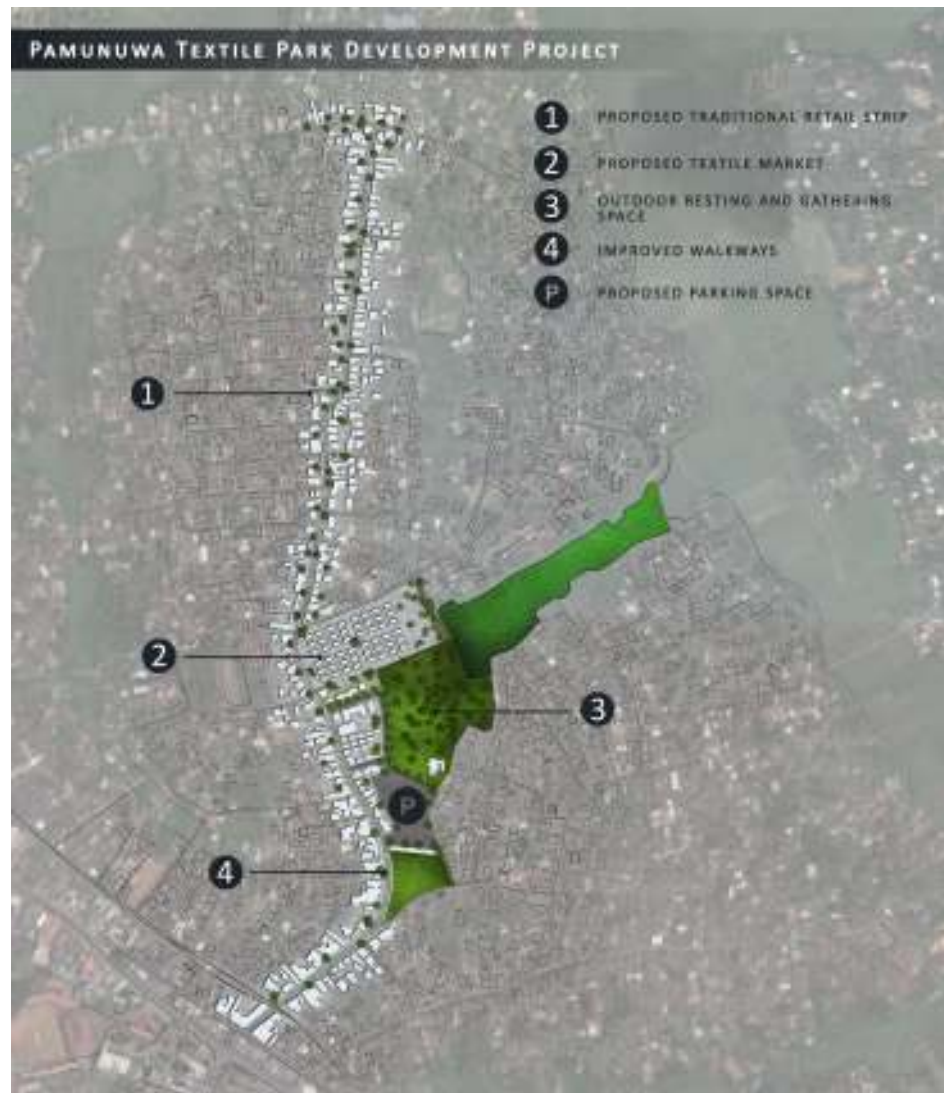 PAMUNUWA TEXTILE PARK DEVELOPMENT PROJECT
1 PROPOSED TRADITIONAL RETAIL STRIP
2 PROPOSED TEXTILE MARKET
3 OUTDOOR RESTING AND GATHERING
SPACE
4 IMPROVED WALKWAYS
P PROPOSED PARKING SPACE
1
2
3
P
4